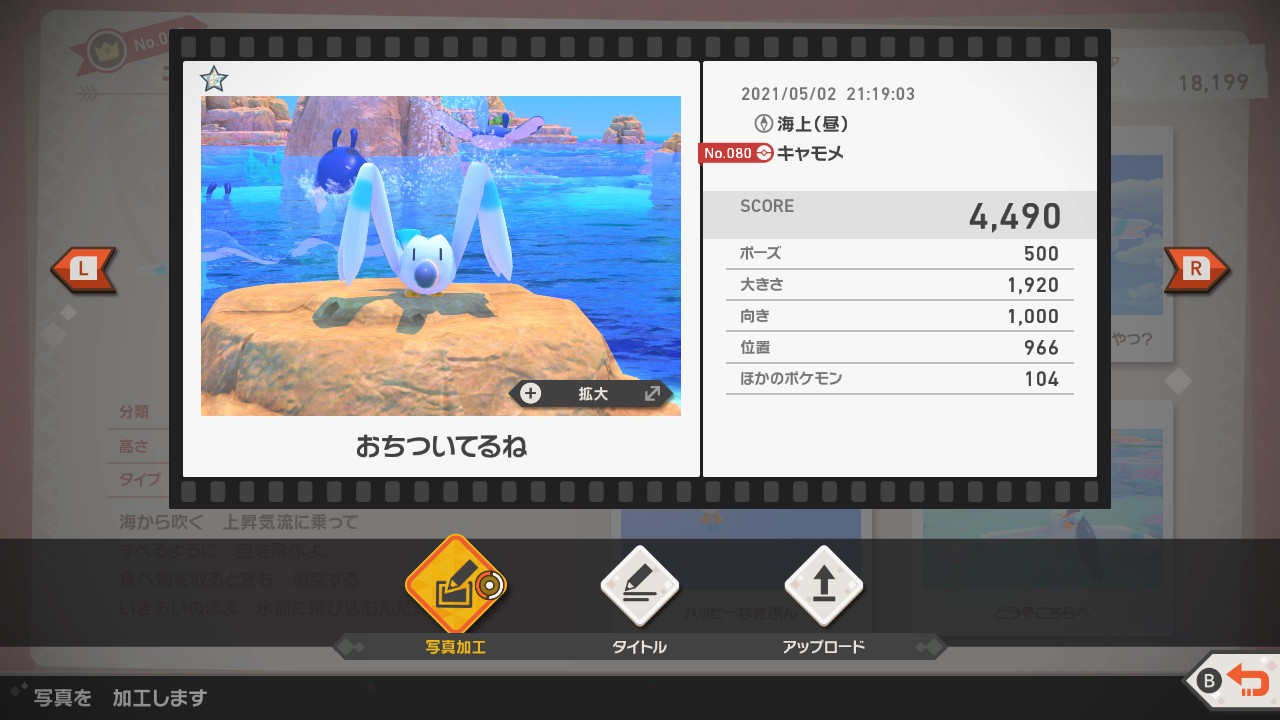 No.0
18,199
2021/05/02 21:19:03
海上(昼)
No.080 キャモメ
SCORE 4,490
ポーズ 500
大きさ 1,920
向き 1,000
位置 966
ほかのポケモン 104
L
R
+ 拡大
おちついてるね
やつ?
分類
高さ
タイプ
海から吹く 上昇気流に乗って
すべるように 空を飛ぶよ。
食べ物を取るときも 滑空する
いきおいのまま 水面に飛び込むんだ
ハッピーなきぶん
どうぞこちらへ
写真加工
タイトル
アップロード
B
写真を 加工します